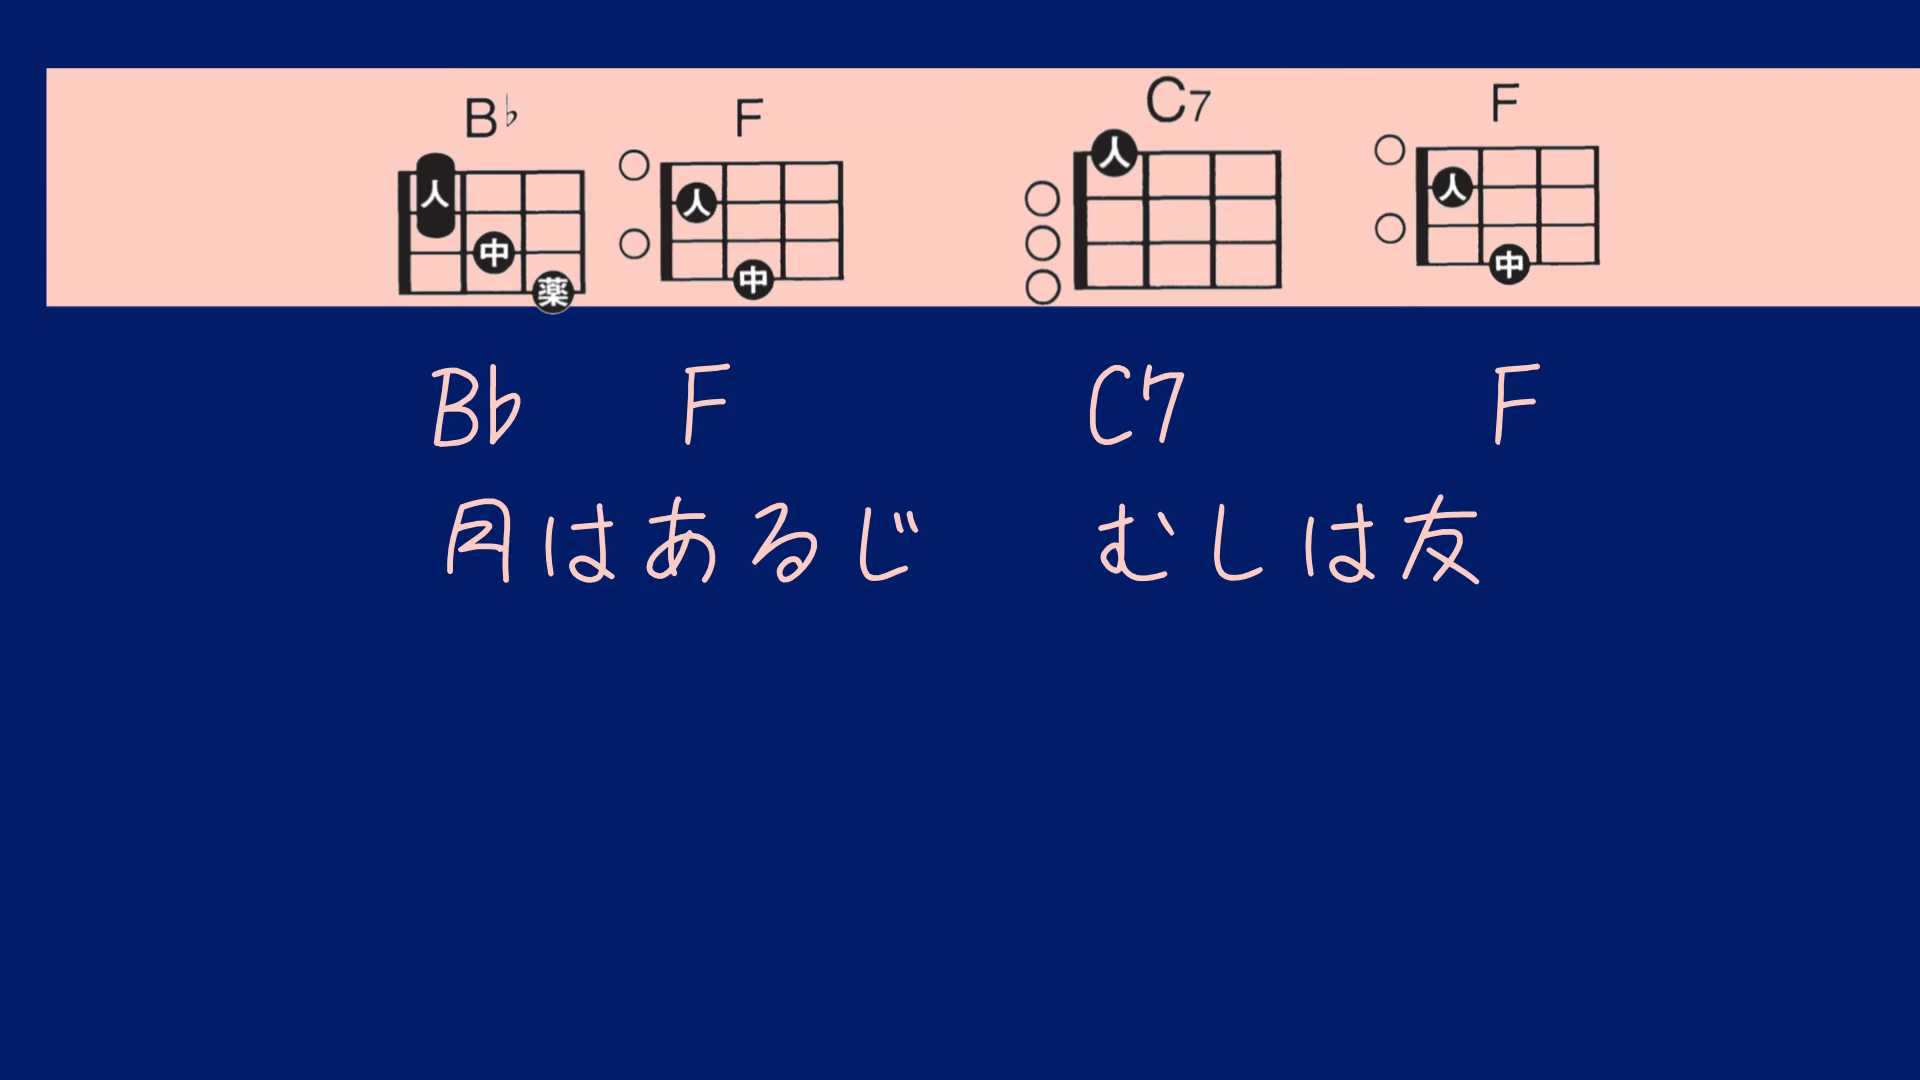 B♭ F C7 F
人 人 人 人
中 中 中
薬
B♭ F C7 F
月はあるじ むしは友